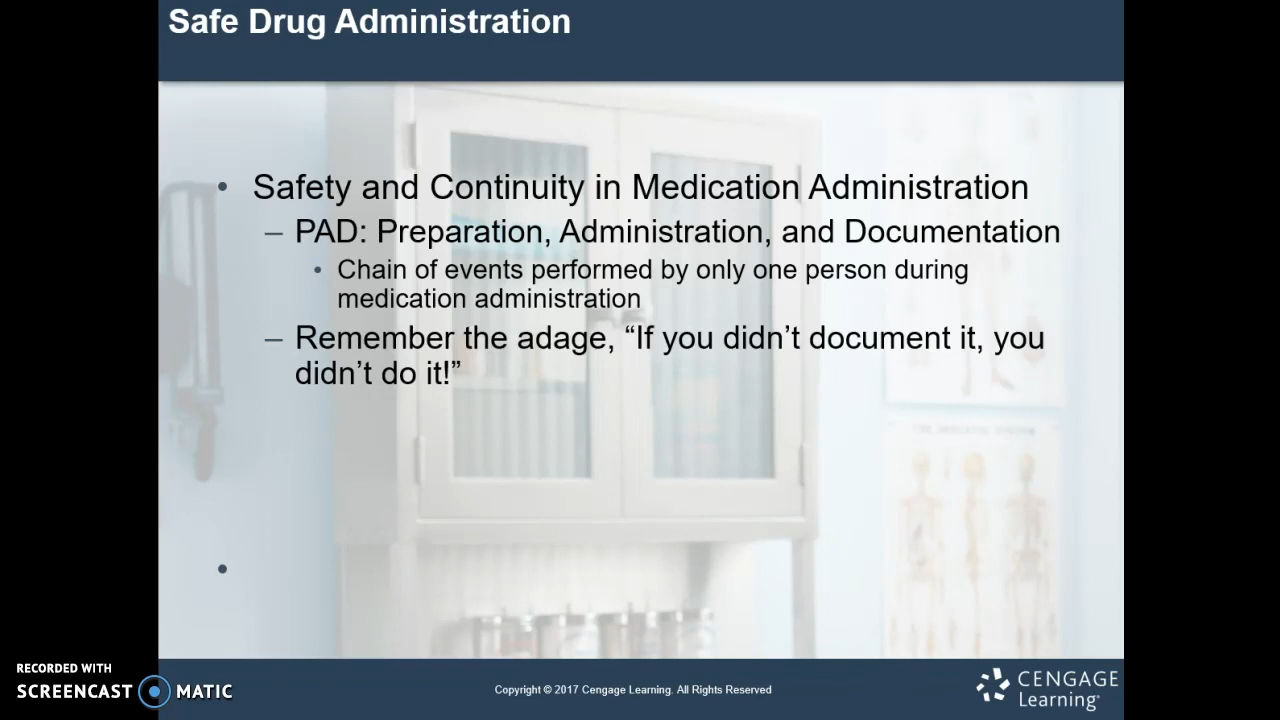 Safe Drug Administration
• Safety and Continuity in Medication Administration
– PAD: Preparation, Administration, and Documentation
• Chain of events performed by only one person during
medication administration
– Remember the adage, “If you didn’t document it, you
didn’t do it!”
•
RECORDED WITH
SCREENCAST MATIC
Copyright © 2017 Cengage Learning. All Rights Reserved
CENGAGE
Learning®